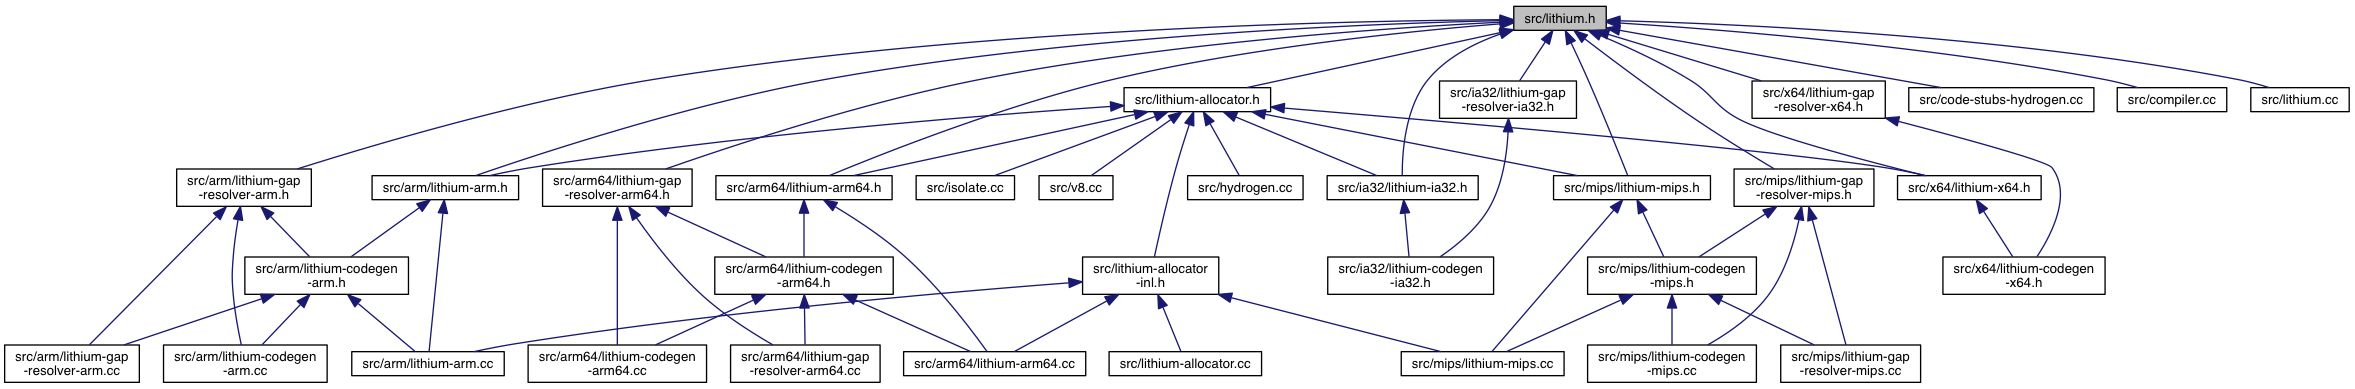 src/lithium.h
src/lithium-allocator.h
src/ia32/lithium-gap
-resolver-ia32.h
src/x64/lithium-gap
-resolver-x64.h
src/code-stubs-hydrogen.cc
src/compiler.cc
src/lithium.cc
src/arm/lithium-gap
-resolver-arm.h
src/arm/lithium-arm.h
src/arm64/lithium-gap
-resolver-arm64.h
src/arm64/lithium-arm64.h
src/isolate.cc
src/v8.cc
src/hydrogen.cc
src/ia32/lithium-ia32.h
src/mips/lithium-mips.h
src/mips/lithium-gap
-resolver-mips.h
src/x64/lithium-x64.h
src/arm/lithium-codegen
-arm.h
src/arm64/lithium-codegen
-arm64.h
src/lithium-allocator
-inl.h
src/ia32/lithium-codegen
-ia32.h
src/mips/lithium-codegen
-mips.h
src/x64/lithium-codegen
-x64.h
src/arm/lithium-gap
-resolver-arm.cc
src/arm/lithium-codegen
-arm.cc
src/arm/lithium-arm.cc
src/arm64/lithium-codegen
-arm64.cc
src/arm64/lithium-gap
-resolver-arm64.cc
src/arm64/lithium-arm64.cc
src/lithium-allocator.cc
src/mips/lithium-mips.cc
src/mips/lithium-codegen
-mips.cc
src/mips/lithium-gap
-resolver-mips.cc